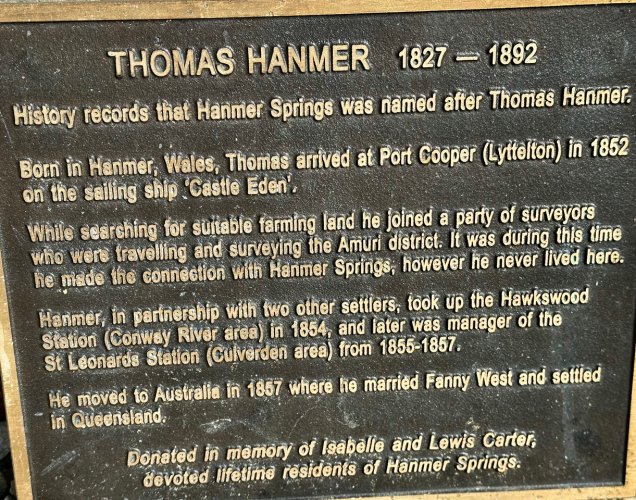 THOMAS HANMER 1827 — 1892
History records that Hanmer Springs was named after Thomas Hanmer.
Born in Hanmer, Wales, Thomas arrived at Port Cooper (Lyttelton) in 1852
on the sailing ship 'Castle Eden'.
While searching for suitable farming land he joined a party of surveyors
who were travelling and surveying the Amuri district. It was during this time
he made the connection with Hanmer Springs, however he never lived here.
Hanmer, in partnership with two other settlers, took up the Hawkswood
Station (Conway River area) in 1854, and later was manager of the
St Leonards Station (Culverden area) from 1855-1857.
He moved to Australia in 1857 where he married Fanny West and settled
in Queensland.
Donated in memory of Isabelle and Lewis Carter,
devoted lifetime residents of Hanmer Springs.